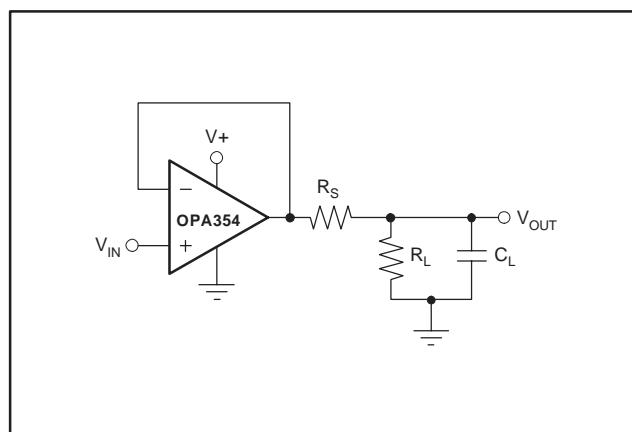 V+
R_S
−
OPA354
V_OUT
V_IN
+
R_L
C_L